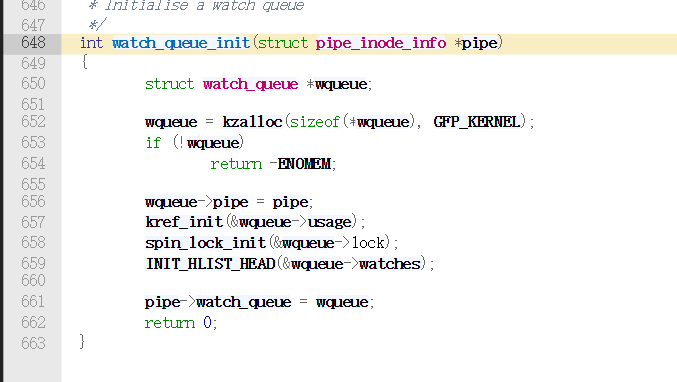 646 * Initialise a watch queue
647 */
648 int watch_queue_init(struct pipe_inode_info *pipe)
649 {
650 struct watch_queue *wqueue;
651
652 wqueue = kzalloc(sizeof(*wqueue), GFP_KERNEL);
653 if (!wqueue)
654 return -ENOMEM;
655
656 wqueue->pipe = pipe;
657 kref_init(&wqueue->usage);
658 spin_lock_init(&wqueue->lock);
659 INIT_HLIST_HEAD(&wqueue->watches);
660
661 pipe->watch_queue = wqueue;
662 return 0;
663 }